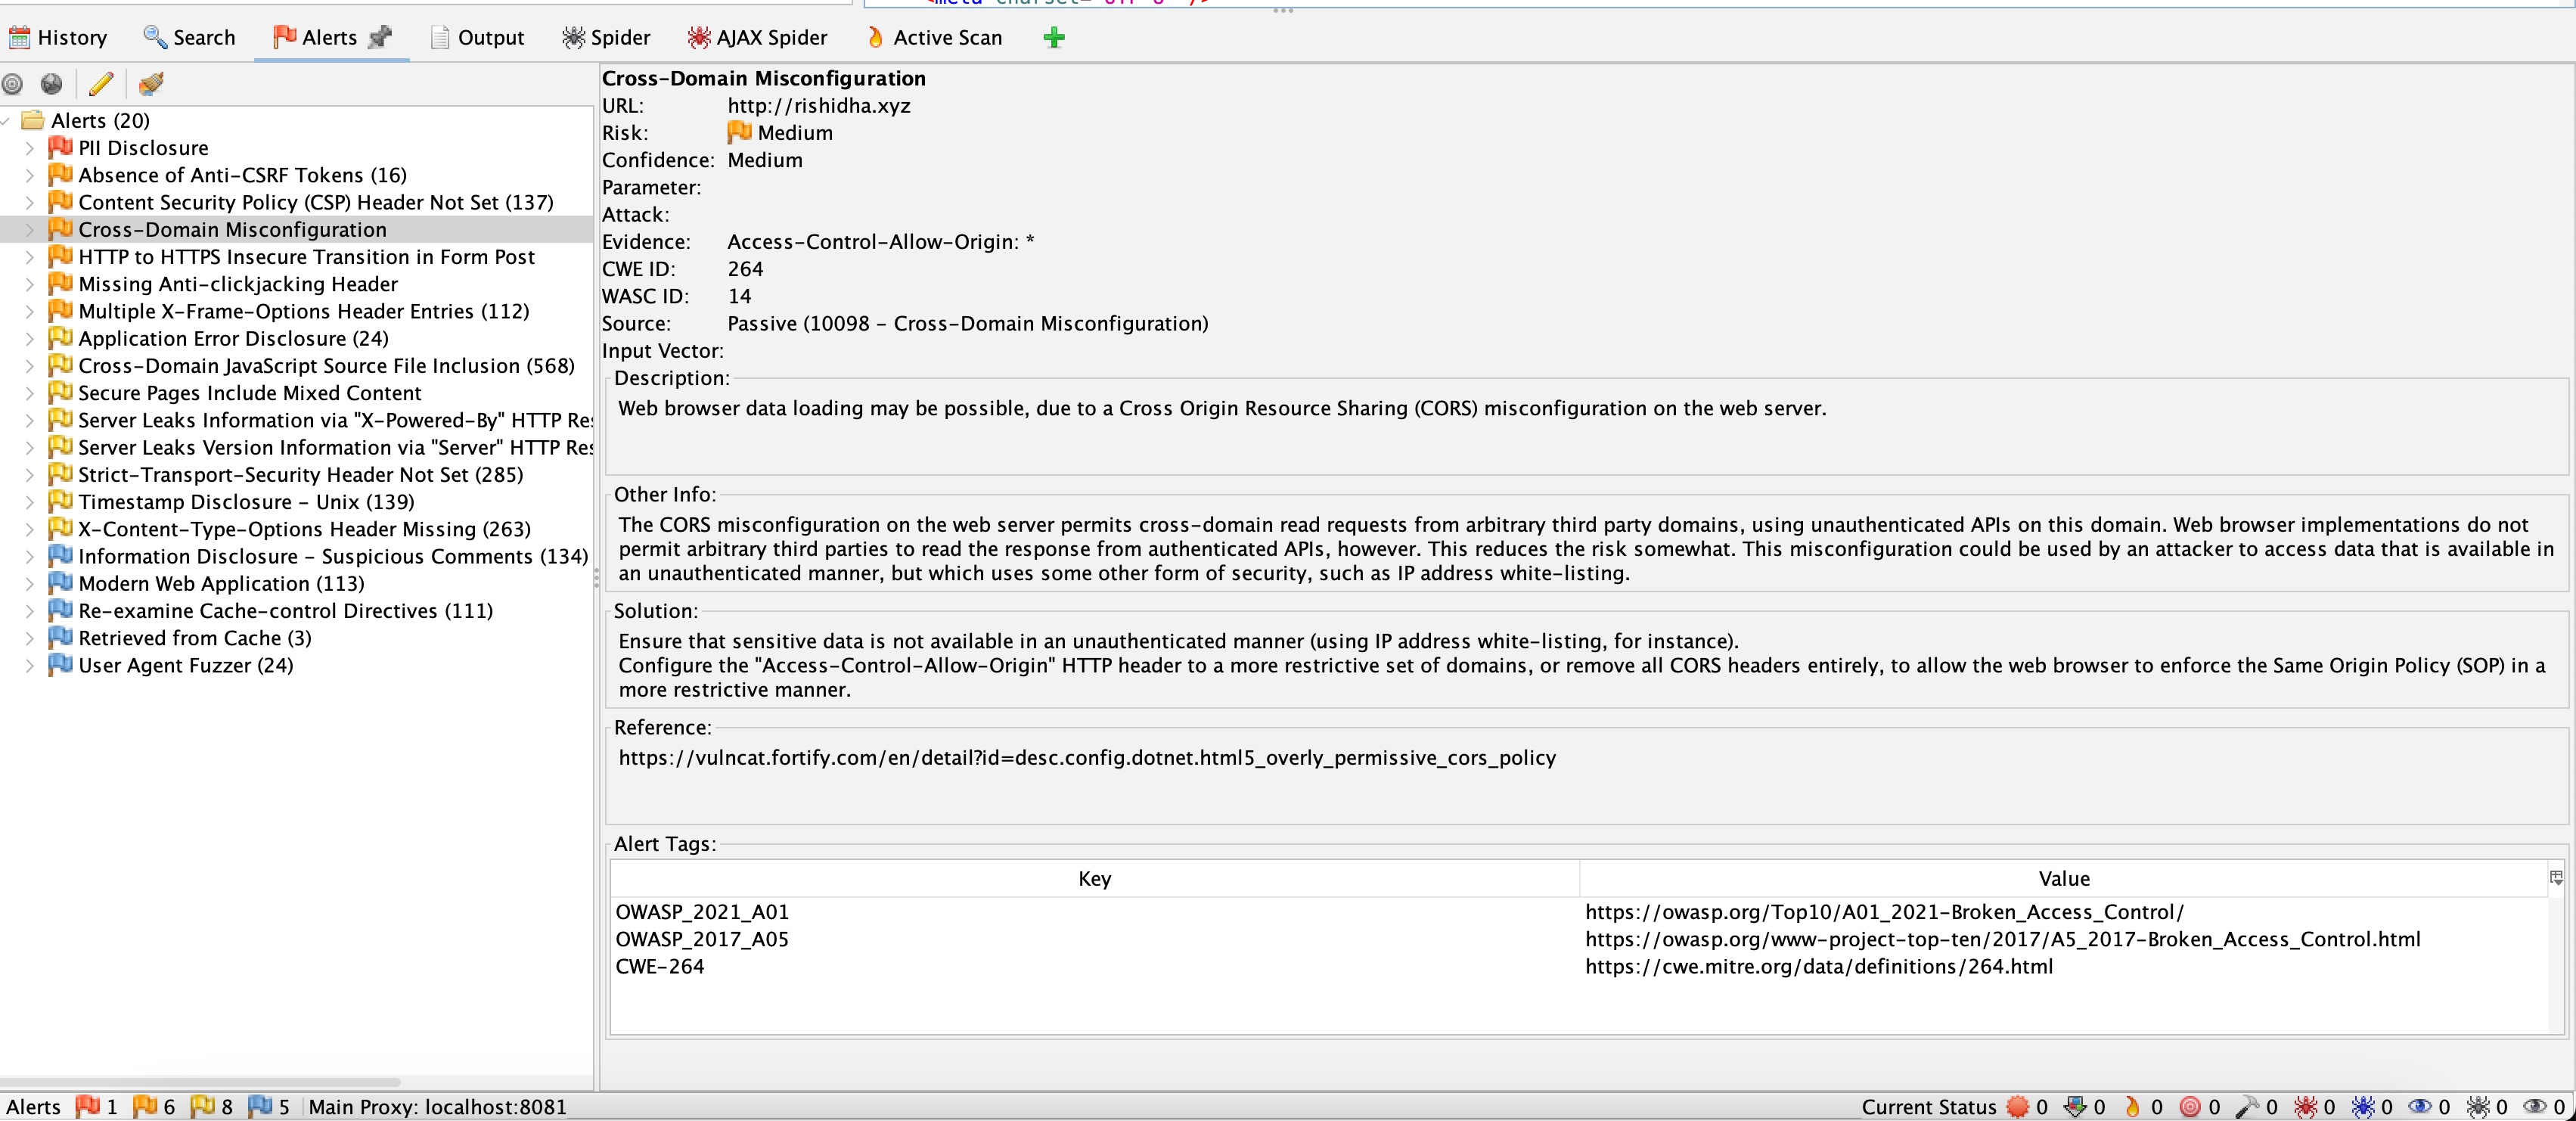 <meta charset="UTF-8" />
History Search Alerts Output Spider AJAX Spider Active Scan
Alerts (20)
PII Disclosure
Absence of Anti-CSRF Tokens (16)
Content Security Policy (CSP) Header Not Set (137)
Cross-Domain Misconfiguration
HTTP to HTTPS Insecure Transition in Form Post
Missing Anti-clickjacking Header
Multiple X-Frame-Options Header Entries (112)
Application Error Disclosure (24)
Cross-Domain JavaScript Source File Inclusion (568)
Secure Pages Include Mixed Content
Server Leaks Information via "X-Powered-By" HTTP Res
Server Leaks Version Information via "Server" HTTP Res
Strict-Transport-Security Header Not Set (285)
Timestamp Disclosure - Unix (139)
X-Content-Type-Options Header Missing (263)
Information Disclosure - Suspicious Comments (134)
Modern Web Application (113)
Re-examine Cache-control Directives (111)
Retrieved from Cache (3)
User Agent Fuzzer (24)
Cross-Domain Misconfiguration
URL: http://rishidha.xyz
Risk: Medium
Confidence: Medium
Parameter:
Attack:
Evidence: Access-Control-Allow-Origin: *
CWE ID: 264
WASC ID: 14
Source: Passive (10098 - Cross-Domain Misconfiguration)
Input Vector:
Description:
Web browser data loading may be possible, due to a Cross Origin Resource Sharing (CORS) misconfiguration on the web server.
Other Info:
The CORS misconfiguration on the web server permits cross-domain read requests from arbitrary third party domains, using unauthenticated APIs on this domain. Web browser implementations do not
permit arbitrary third parties to read the response from authenticated APIs, however. This reduces the risk somewhat. This misconfiguration could be used by an attacker to access data that is available in
an unauthenticated manner, but which uses some other form of security, such as IP address white-listing.
Solution:
Ensure that sensitive data is not available in an unauthenticated manner (using IP address white-listing, for instance).
Configure the "Access-Control-Allow-Origin" HTTP header to a more restrictive set of domains, or remove all CORS headers entirely, to allow the web browser to enforce the Same Origin Policy (SOP) in a
more restrictive manner.
Reference:
https://vulncat.fortify.com/en/detail?id=desc.config.dotnet.html5_overly_permissive_cors_policy
Alert Tags:
Key Value
OWASP_2021_A01 https://owasp.org/Top10/A01_2021-Broken_Access_Control/
OWASP_2017_A05 https://owasp.org/www-project-top-ten/2017/A5_2017-Broken_Access_Control.html
CWE-264 https://cwe.mitre.org/data/definitions/264.html
Alerts 1 6 8 5 Main Proxy: localhost:8081 Current Status 0 0 0 0 0 0 0 0 0 0